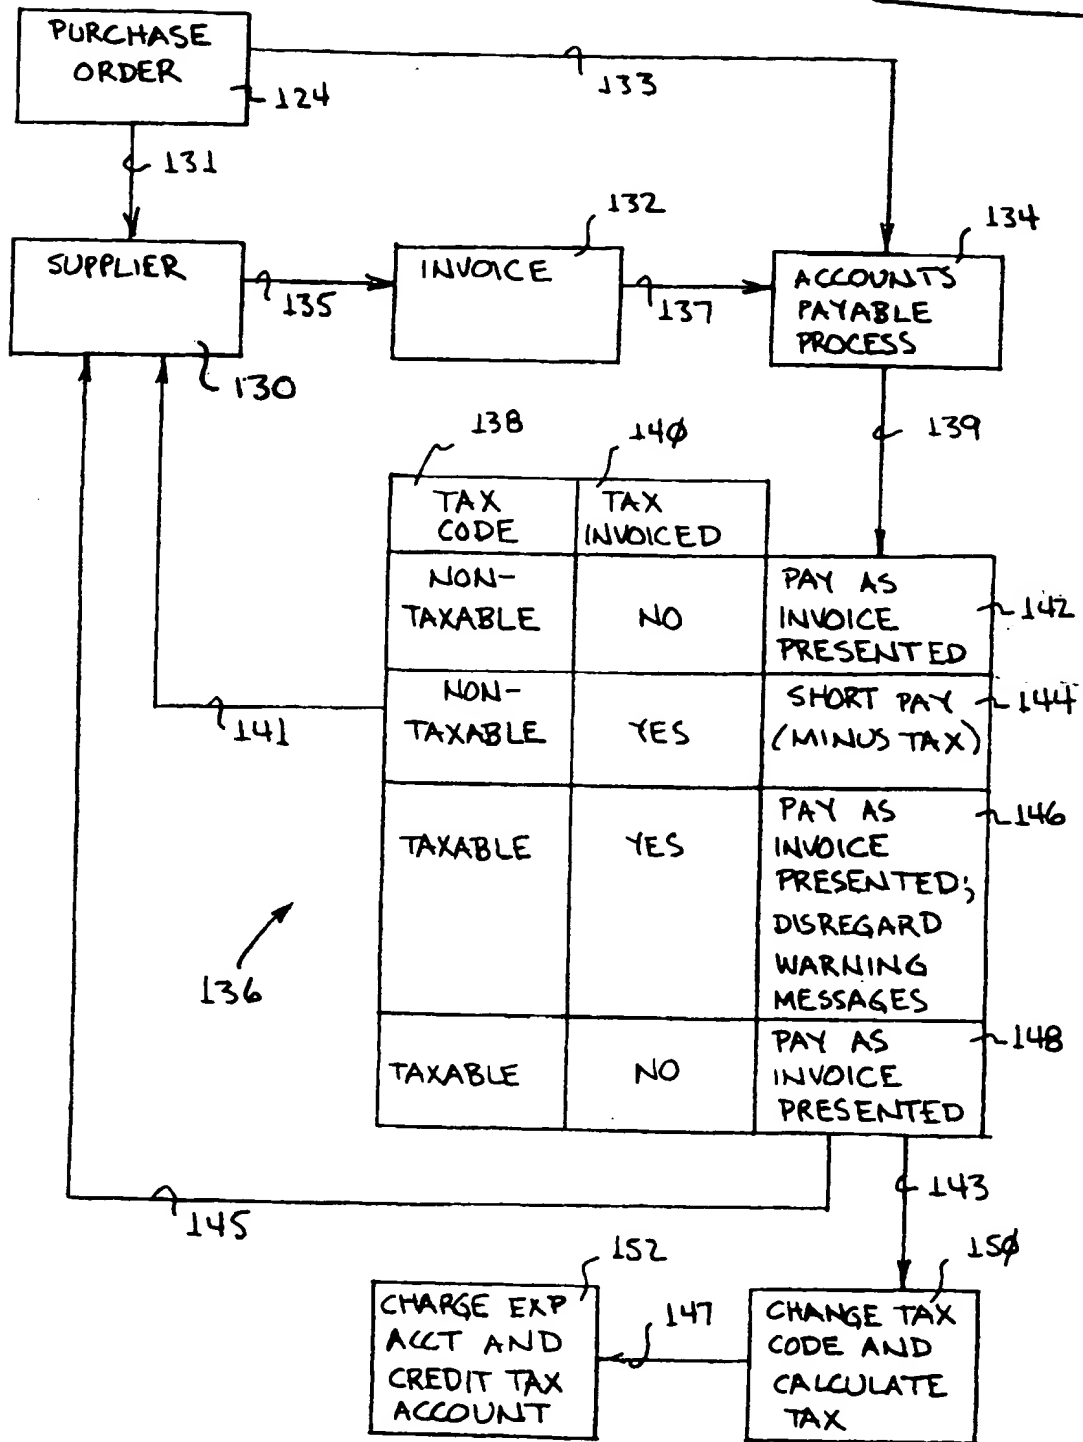 PURCHASE
ORDER
124
133
131
132
134
SUPPLIER
INVOICE
ACCOUNTS
PAYABLE
PROCESS
135
137
130
138
14φ
139
TAX
CODE
TAX
INVOICED
NON-
TAXABLE
NO
PAY AS
INVOICE
PRESENTED
142
NON-
TAXABLE
YES
SHORT PAY
(MINUS TAX)
144
141
TAXABLE
YES
PAY AS
INVOICE
PRESENTED;
DISREGARD
WARNING
MESSAGES
146
136
TAXABLE
NO
PAY AS
INVOICE
PRESENTED
148
143
145
152
15φ
CHARGE EXP
ACCT AND
CREDIT TAX
ACCOUNT
147
CHANGE TAX
CODE AND
CALCULATE
TAX